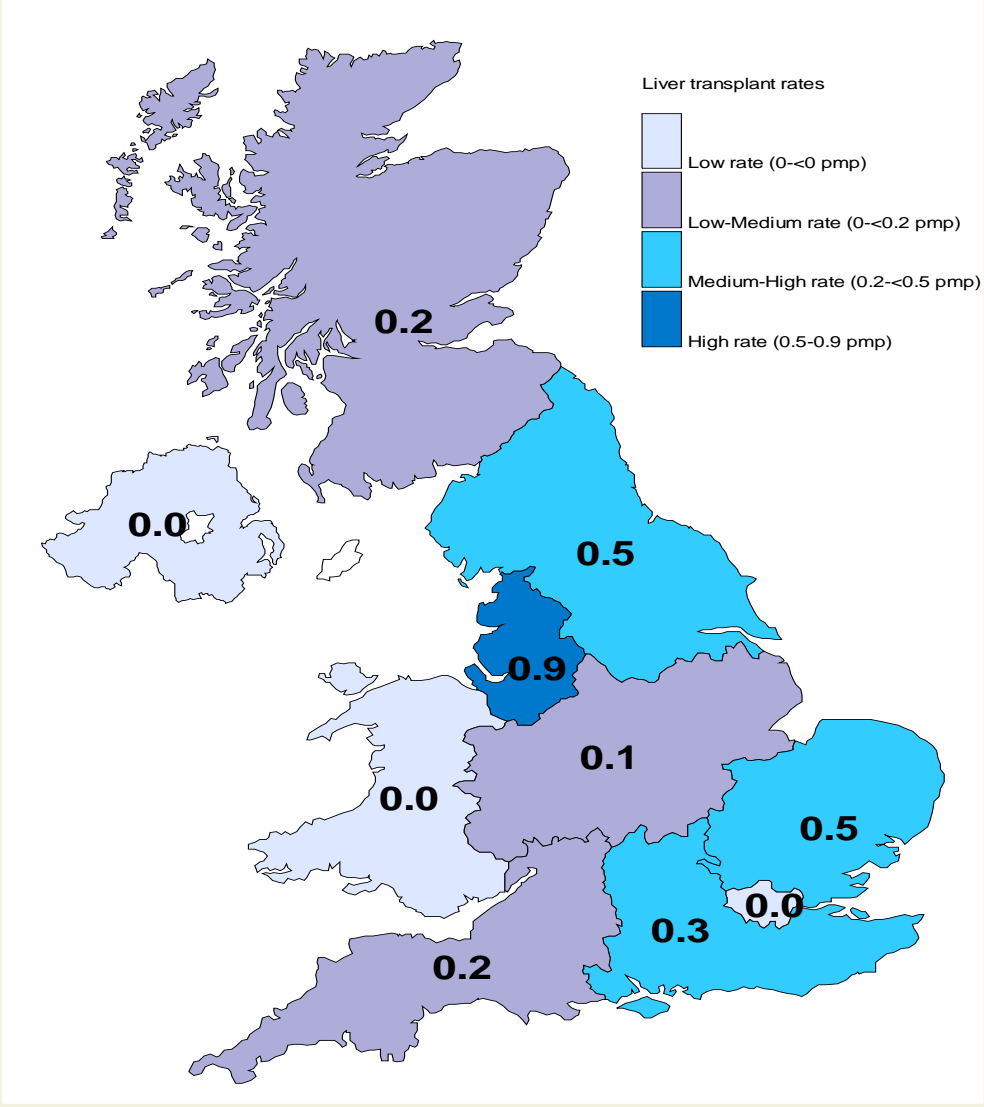 Liver transplant rates
Low rate (0-<0 pmp)
Low-Medium rate (0-<0.2 pmp)
Medium-High rate (0.2-<0.5 pmp)
High rate (0.5-0.9 pmp)
0.2
0.0
0.5
0.9
0.1
0.0
0.5
0.0
0.3
0.2